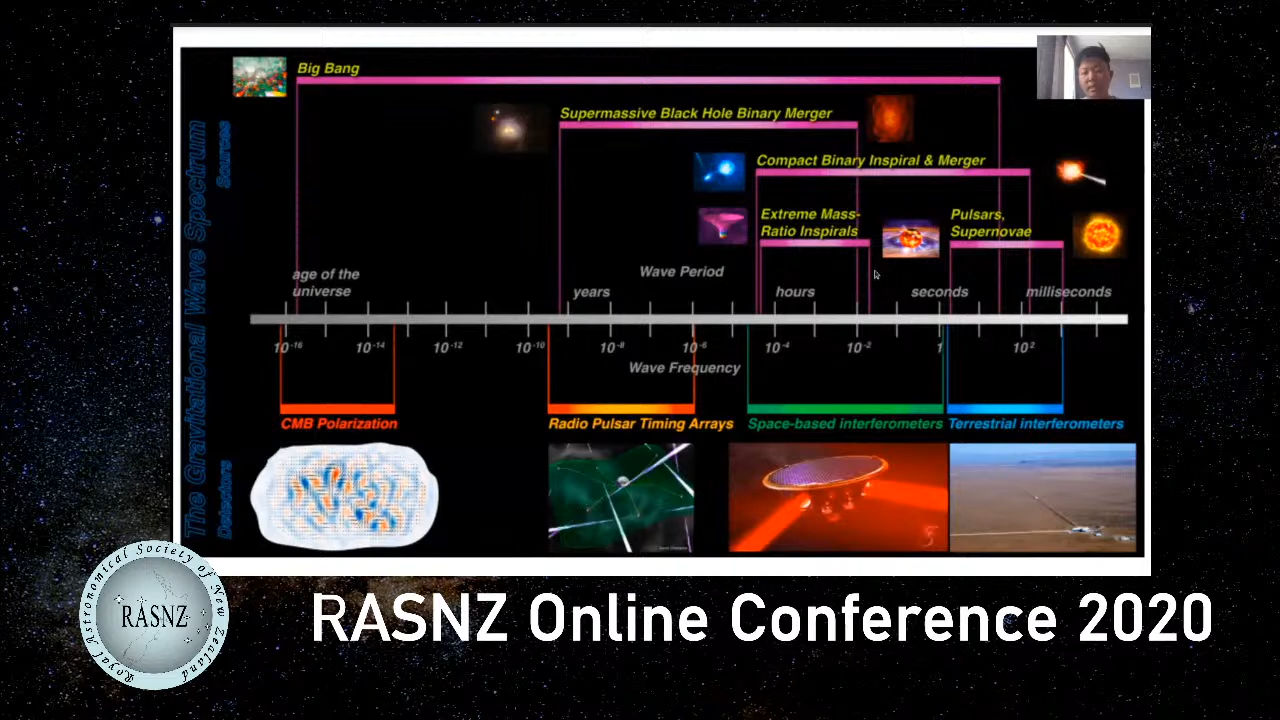 Big Bang
Supermassive Black Hole Binary Merger
Compact Binary Inspiral & Merger
Extreme Mass-
Ratio Inspirals
Pulsars,
Supernovae
The Gravitational Wave Spectrum
Sources
Detectors
Wave Period
age of the
universe
years
hours
seconds
milliseconds
10⁻¹⁶ 10⁻¹⁴ 10⁻¹² 10⁻¹⁰ 10⁻⁸ 10⁻⁶ 10⁻⁴ 10⁻² 1 10²
Wave Frequency
CMB Polarization
Radio Pulsar Timing Arrays
Space-based interferometers
Terrestrial interferometers
Royal Astronomical Society of New Zealand
RASNZ
RASNZ Online Conference 2020